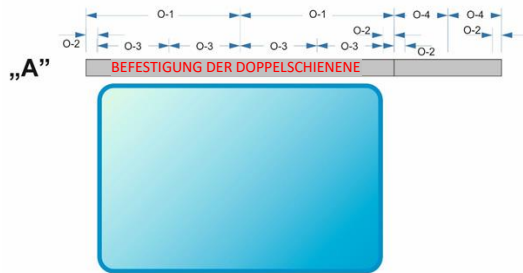 O-1 O-1 O-4 O-4
O-2 O-2 O-2
O-3 O-3 O-3 O-3 O-2
„A” BEFESTIGUNG DER DOPPELSCHIENENE